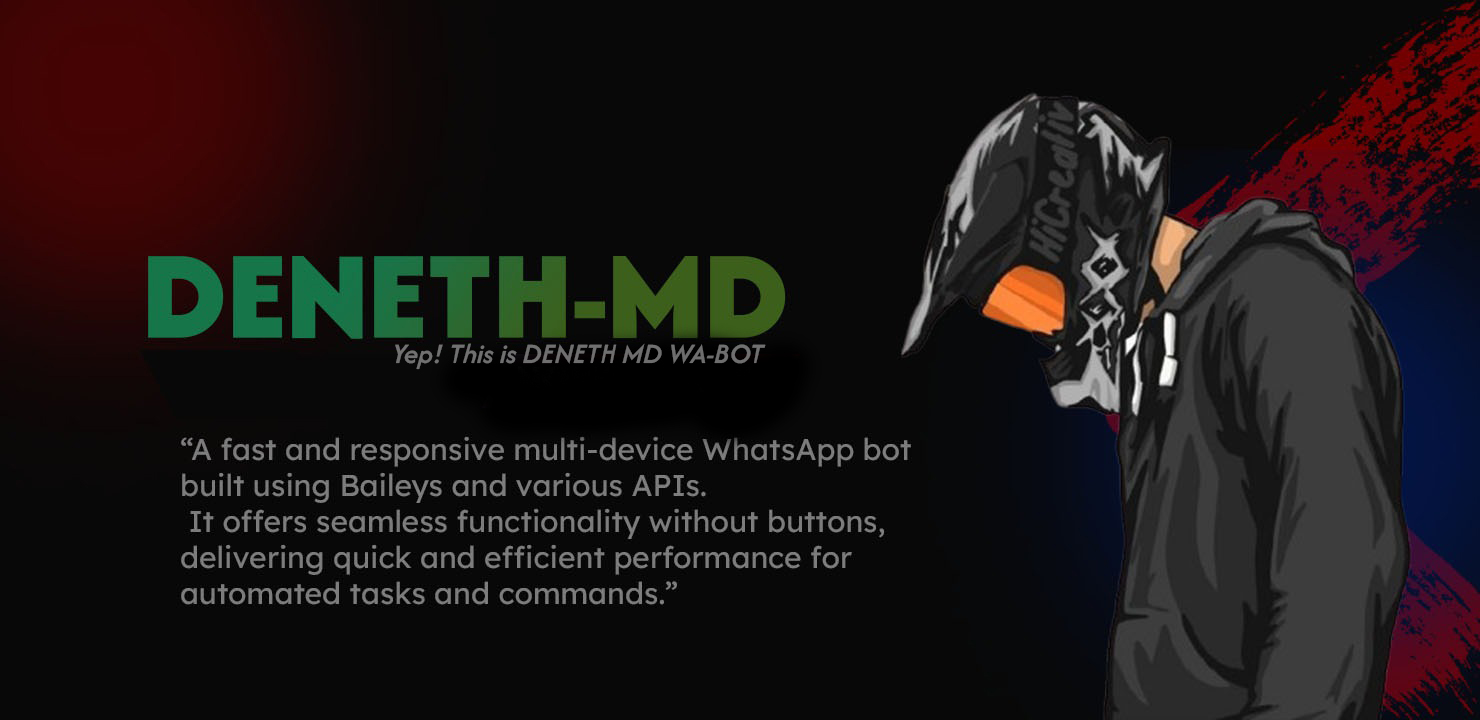 DENETH-MD
Yep! This is DENETH MD WA-BOT
“A fast and responsive multi-device WhatsApp bot
built using Baileys and various APIs.
It offers seamless functionality without buttons,
delivering quick and efficient performance for
automated tasks and commands.”
HiCreativ